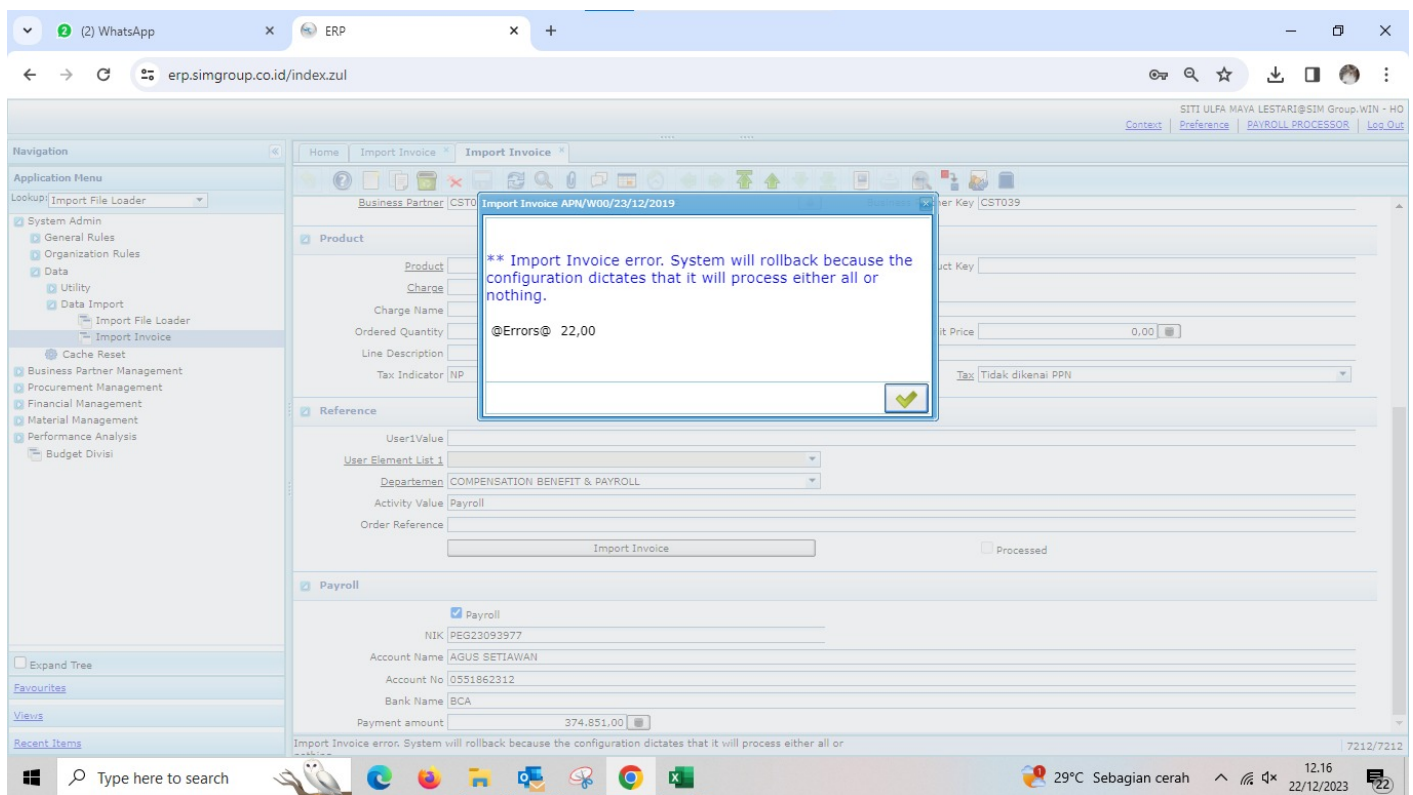 (2) WhatsApp
ERP
erp.simgroup.co.id/index.zul
SITI ULFA MAYA LESTARI@SIM Group.WIN - HO
Context | Preference | PAYROLL PROCESSOR | Log Out
Navigation
Home
Import Invoice
Import Invoice
Application Menu
Lookup: Import File Loader
System Admin
General Rules
Organization Rules
Data
Utility
Data Import
Import File Loader
Import Invoice
Cache Reset
Business Partner Management
Procurement Management
Financial Management
Material Management
Performance Analysis
Budget Divisi
Expand Tree
Favourites
Views
Recent Items
Business Partner CST0
Key CST039
Product
Product
Key
Charge
Charge Name
Ordered Quantity
Price 0,00
Line Description
Tax Indicator NP
Tax Tidak dikenai PPN
Import Invoice APN/W00/23/12/2019
** Import Invoice error. System will rollback because the
configuration dictates that it will process either all or
nothing.
@Errors@ 22,00
Reference
User1Value
User Element List 1
Departemen COMPENSATION BENEFIT & PAYROLL
Activity Value Payroll
Order Reference
Import Invoice
Processed
Payroll
Payroll
NIK PEG23093977
Account Name AGUS SETIAWAN
Account No 0551862312
Bank Name BCA
Payment amount 374.851,00
Import Invoice error. System will rollback because the configuration dictates that it will process either all or
7212/7212
Type here to search
29°C Sebagian cerah
12.16
22/12/2023
22